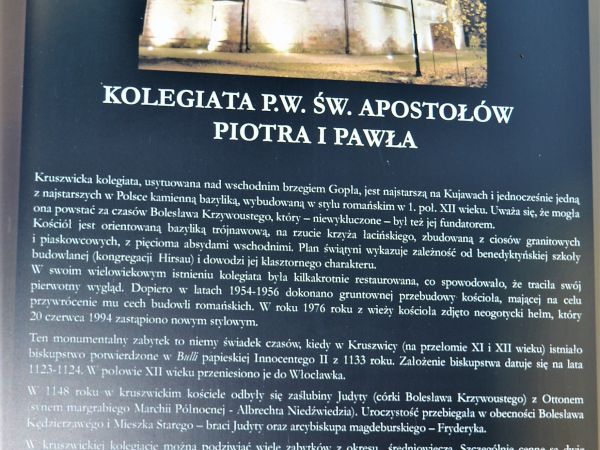 KOLEGIATA P.W. ŚW. APOSTOŁÓW
PIOTRA I PAWŁA
Kruszwicka kolegiata, usytuowana nad wschodnim brzegiem Gopła, jest najstarszą na Kujawach i jednocześnie jedną
z najstarszych w Polsce kamienną bazyliką, wybudowaną w stylu romańskim w 1. poł. XII wieku. Uważa się, że mogła
ona powstać za czasów Bolesława Krzywoustego, który – niewykluczone – był też jej fundatorem.
Kościół jest orientowaną bazyliką trójnawową, na rzucie krzyża łacińskiego, zbudowaną z ciosów granitowych
i piaskowcowych, z pięcioma absydami wschodnimi. Plan świątyni wykazuje zależność od benedyktyńskiej szkoły
budowlanej (kongregacji Hirsau) i dowodzi jej klasztornego charakteru.
W swoim wielowiekowym istnieniu kolegiata była kilkakrotnie restaurowana, co spowodowało, że traciła swój
pierwotny wygląd. Dopiero w latach 1954-1956 dokonano gruntownej przebudowy kościoła, mającej na celu
przywrócenie mu cech budowli romańskich. W roku 1976 roku z wieży kościoła zdjęto neogotycki hełm, który
20 czerwca 1994 zastąpiono nowym stylowym.
Ten monumentalny zabytek to niemy świadek czasów, kiedy w Kruszwicy (na przełomie XI i XII wieku) istniało
biskupstwo potwierdzone w Bulli papieskiej Innocentego II z 1133 roku. Założenie biskupstwa datuje się na lata
1123-1124. W połowie XII wieku przeniesiono je do Włocławka.
W 1148 roku w kruszwickim kościele odbyły się zaślubiny Judyty (córki Bolesława Krzywoustego) z Ottonem
(synem margrabiego Marchii Północnej - Albrechta Niedźwiedzia). Uroczystość przebiegała w obecności Bolesława
Kędzierzawego i Mieszka Starego – braci Judyty oraz arcybiskupa magdeburskiego – Fryderyka.
W kruszwickiej kolegiacie można podziwiać wiele zabytków z okresu średniowiecza. Szczególnie cenne są dwie